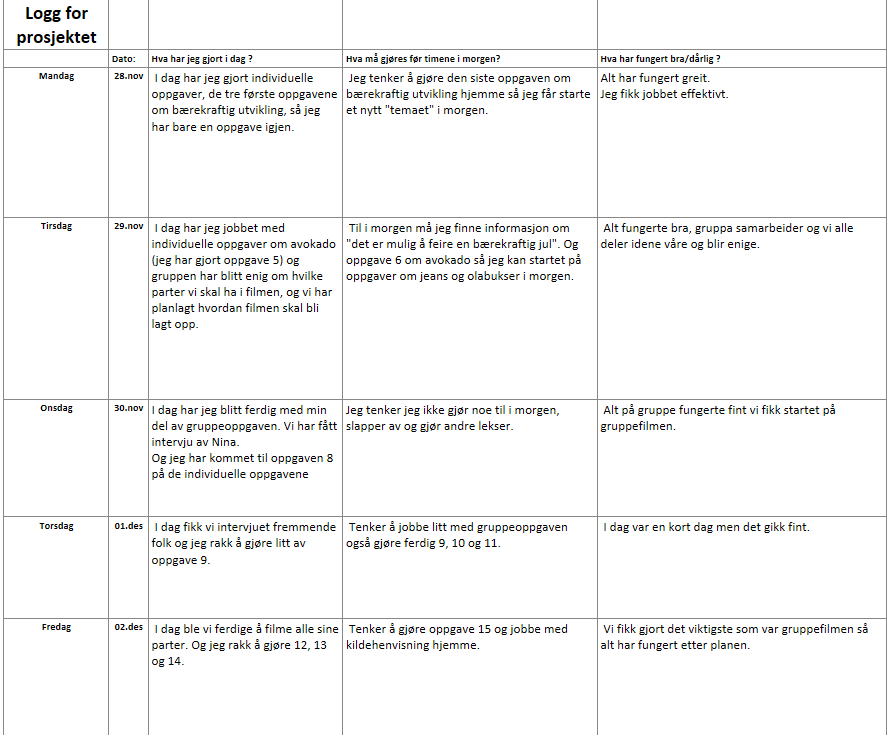 Logg for
prosjektet
Dato:
Hva har jeg gjort i dag ?
Hva må gjøres før timene i morgen?
Hva har fungert bra/dårlig ?
Mandag
28.nov
I dag har jeg gjort individuelle
oppgaver, de tre første oppgavene
om bærekraftig utvikling, så jeg
har bare en oppgave igjen.
Jeg tenker å gjøre den siste oppgaven om
bærekraftig utvikling hjemme så jeg får starte
et nytt "temaet" i morgen.
Alt har fungert greit.
Jeg fikk jobbet effektivt.
Tirsdag
29.nov
I dag har jeg jobbet med
individuelle oppgaver om avokado
(jeg har gjort oppgave 5) og
gruppen har blitt enig om hvilke
parter vi skal ha i filmen, og vi har
planlagt hvordan filmen skal bli
lagt opp.
Til i morgen må jeg finne informasjon om
"det er mulig å feire en bærekraftig jul". Og
oppgave 6 om avokado så jeg kan startet på
oppgaver om jeans og olabukser i morgen.
Alt fungerte bra, gruppa samarbeider og vi alle
deler idene våre og blir enige.
Onsdag
30.nov
I dag har jeg blitt ferdig med min
del av gruppeoppgaven. Vi har fått
intervju av Nina.
Og jeg har kommet til oppgaven 8
på de individuelle oppgavene
Jeg tenker jeg ikke gjør noe til i morgen,
slapper av og gjør andre lekser.
Alt på gruppe fungerte fint vi fikk startet på
gruppefilmen.
Torsdag
01.des
I dag fikk vi intervjuet fremmende
folk og jeg rakk å gjøre litt av
oppgave 9.
Tenker å jobbe litt med gruppeoppgaven
også gjøre ferdig 9, 10 og 11.
I dag var en kort dag men det gikk fint.
Fredag
02.des
I dag ble vi ferdige å filme alle sine
parter. Og jeg rakk å gjøre 12, 13
og 14.
Tenker å gjøre oppgave 15 og jobbe med
kildehenvisning hjemme.
Vi fikk gjort det viktigste som var gruppefilmen så
alt har fungert etter planen.